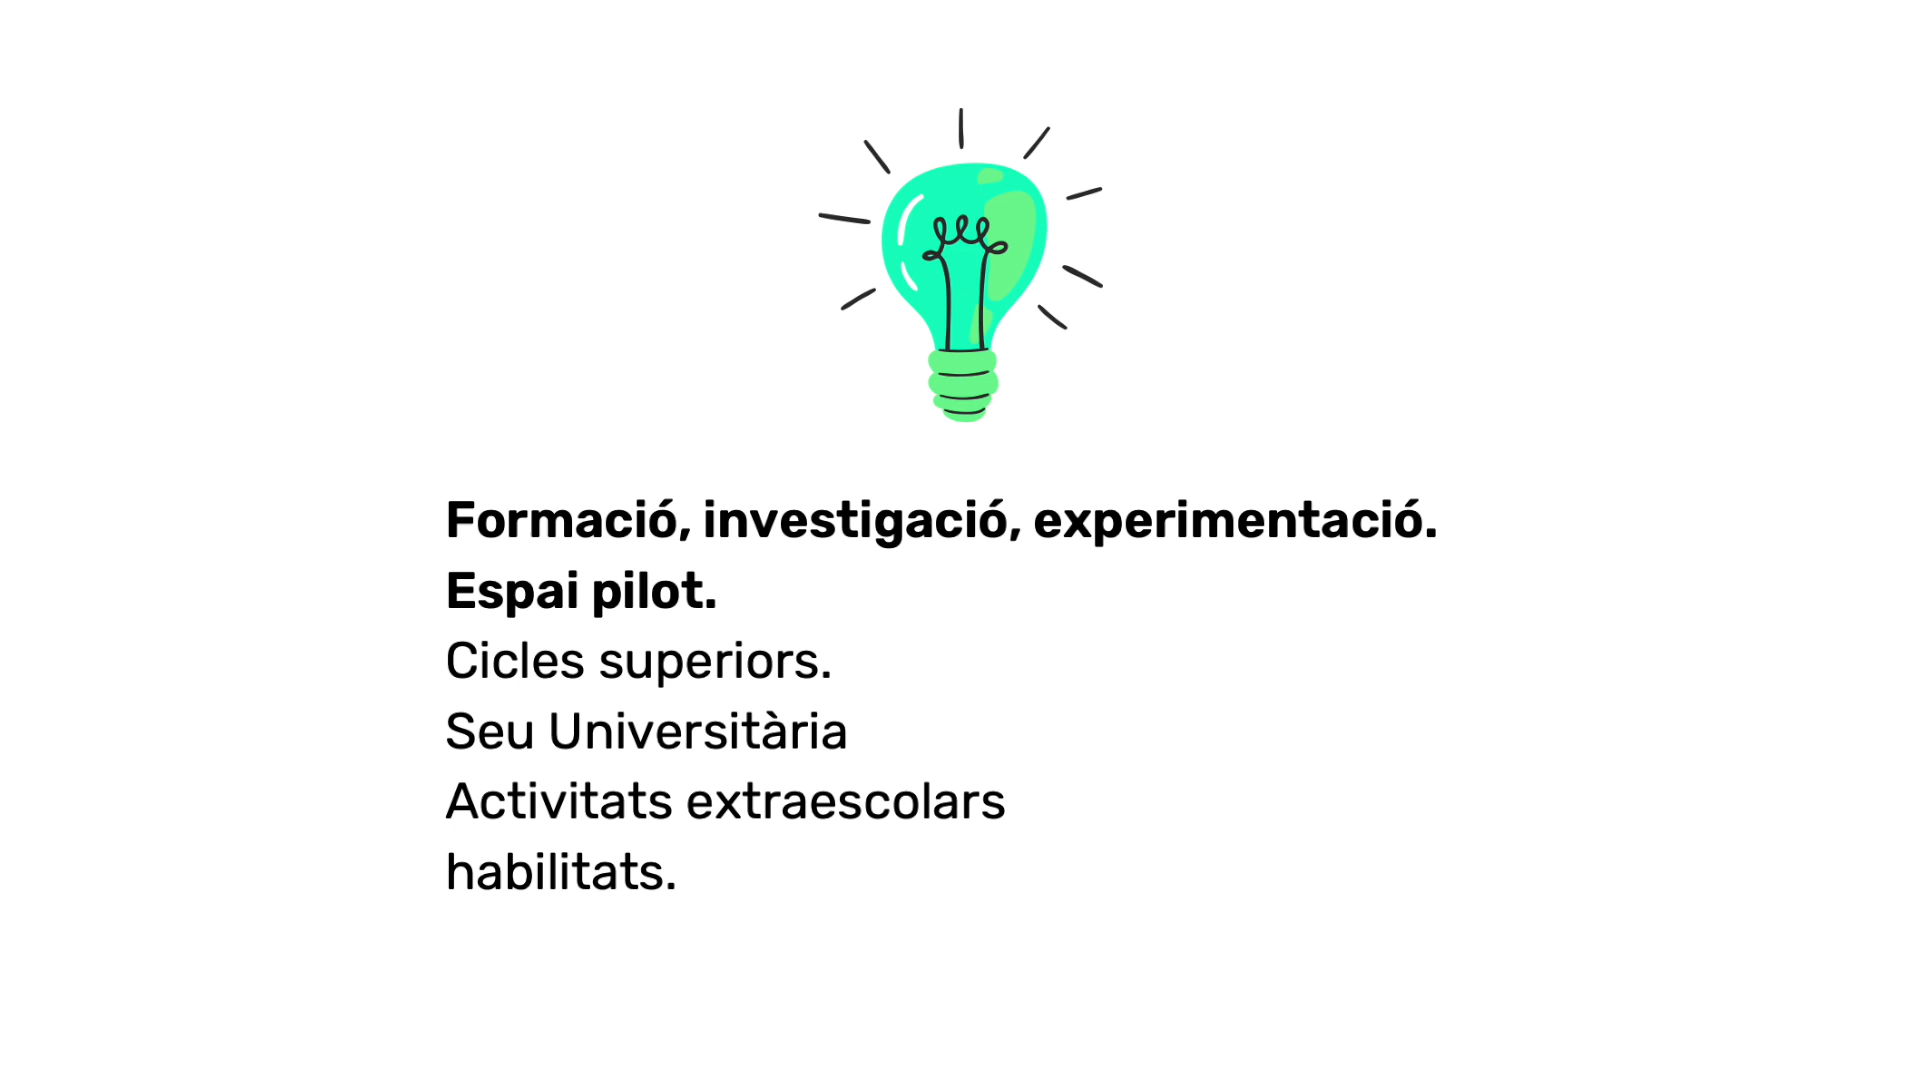 Formació, investigació, experimentació.
Espai pilot.
Cicles superiors.
Seu Universitària
Activitats extraescolars
habilitats.